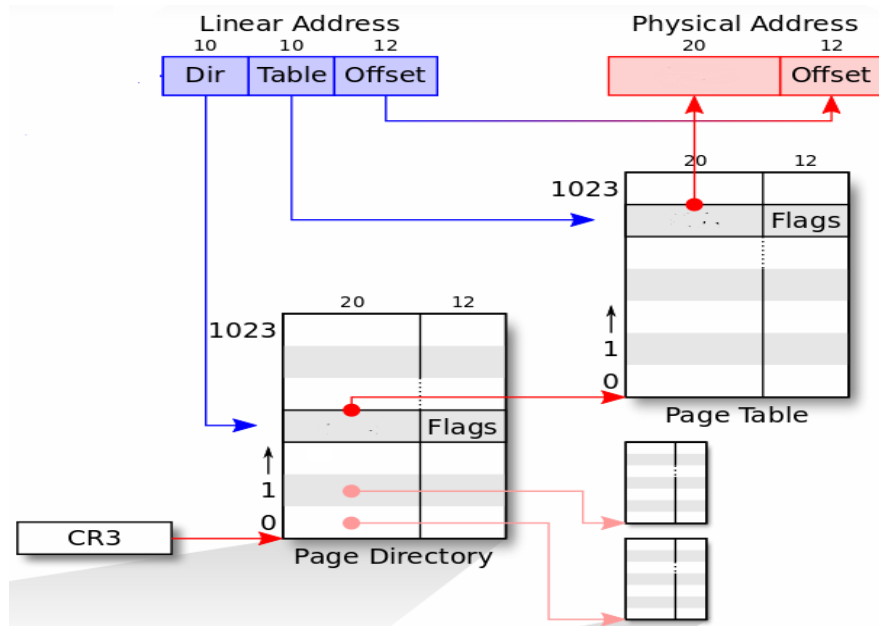 Linear Address Physical Address
10 10 12 20 12
Dir Table Offset Offset
20 12
1023
Flags
20 12
1023
1
0
Page Table
Flags
1
0
CR3
Page Directory